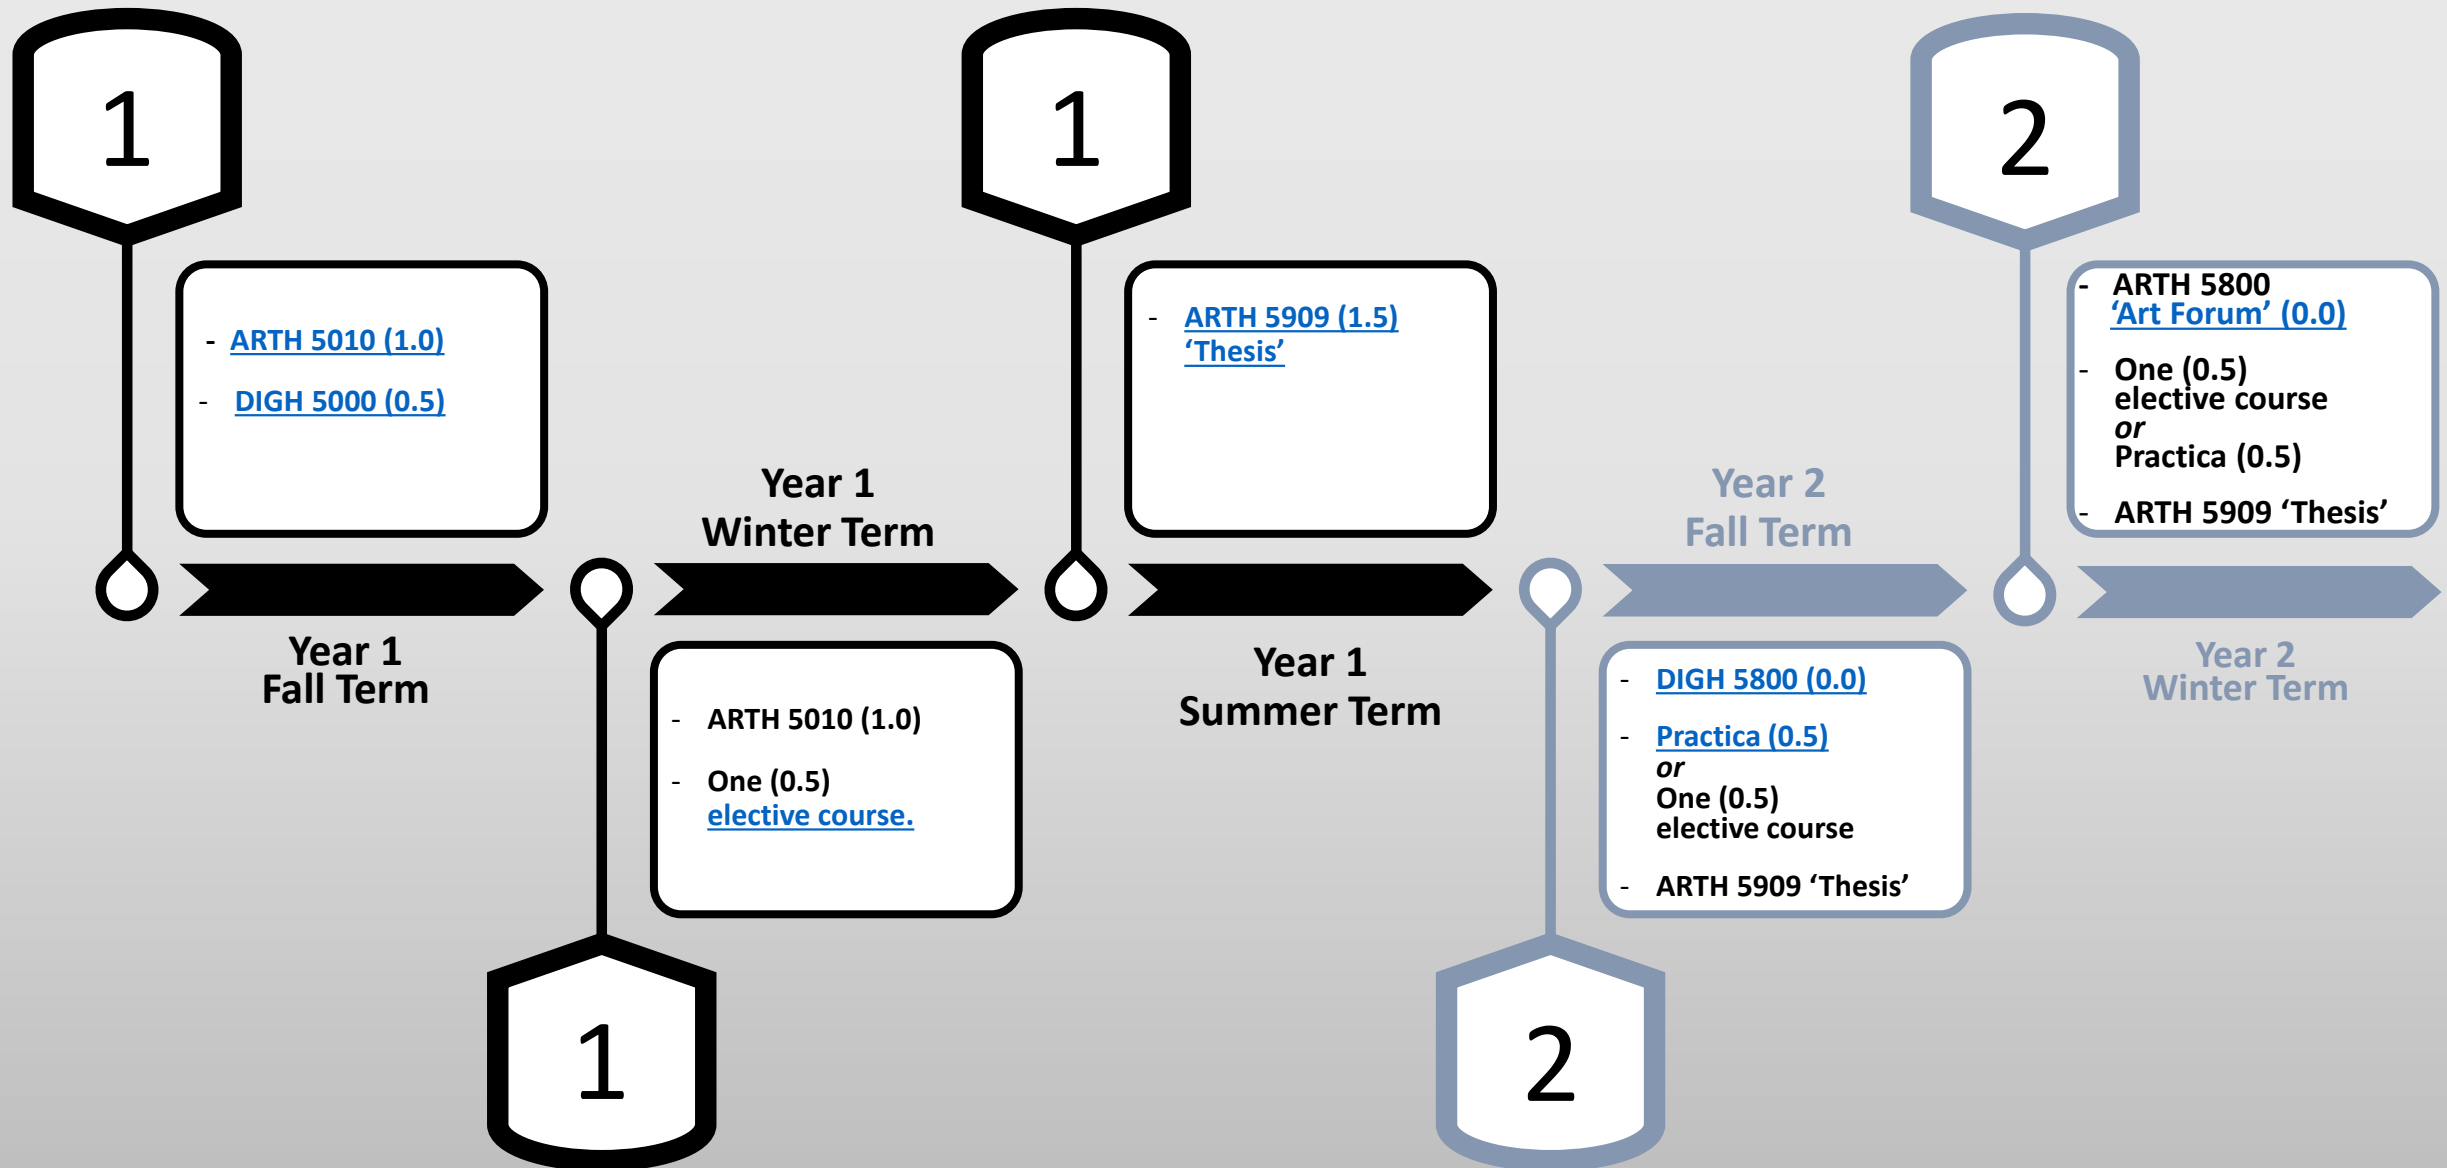 1
- ARTH 5010 (1.0)
- DIGH 5000 (0.5)
Year 1
Fall Term
Year 1
Winter Term
- ARTH 5010 (1.0)
- One (0.5)
elective course.
1
1
- ARTH 5909 (1.5)
‘Thesis’
Year 1
Summer Term
Year 2
Fall Term
- DIGH 5800 (0.0)
- Practica (0.5)
or
One (0.5)
elective course
- ARTH 5909 ‘Thesis’
2
2
- ARTH 5800
‘Art Forum’ (0.0)
- One (0.5)
elective course
or
Practica (0.5)
- ARTH 5909 ‘Thesis’
Year 2
Winter Term